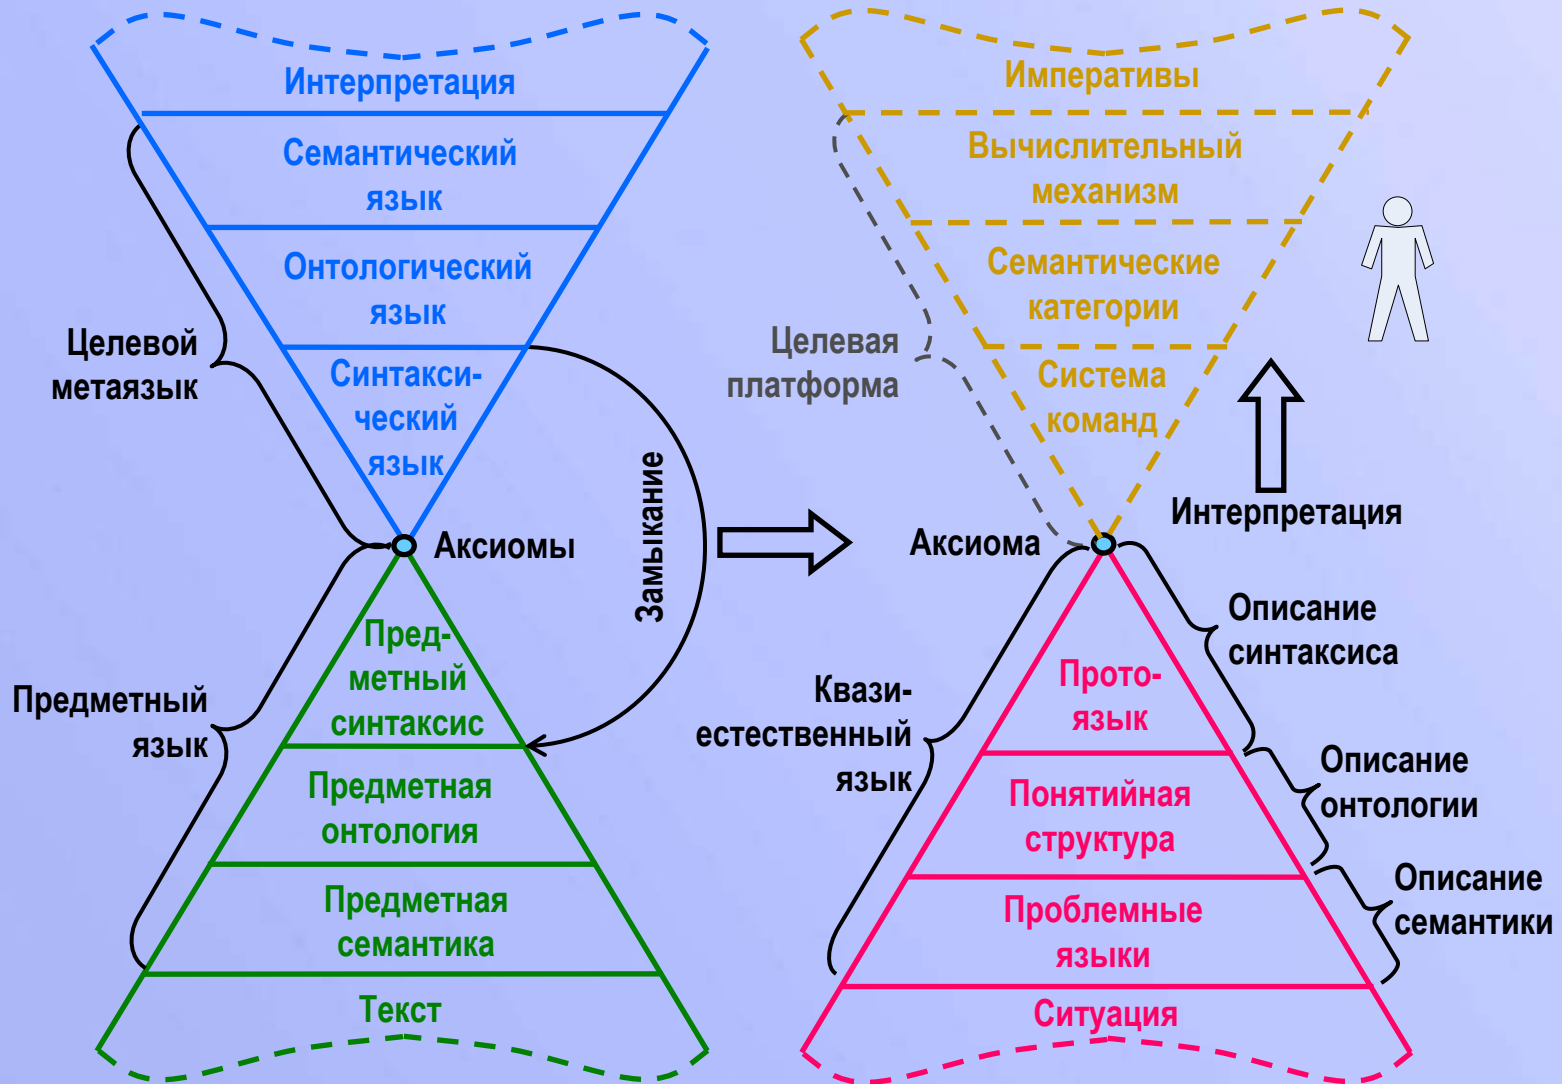 Интерпретация
Семантический
язык
Онтологический
язык
Синтакси-
ческий
язык
Целевой
метаязык
Аксиомы
Замыкание
Пред-
метный
синтаксис
Предметный
язык
Предметная
онтология
Предметная
семантика
Текст
Императивы
Вычислительный
механизм
Семантические
категории
Система
команд
Целевая
платформа
Интерпретация
Аксиома
Описание
синтаксиса
Прото-
язык
Квази-
естественный
язык
Понятийная
структура
Описание
онтологии
Проблемные
языки
Описание
семантики
Ситуация